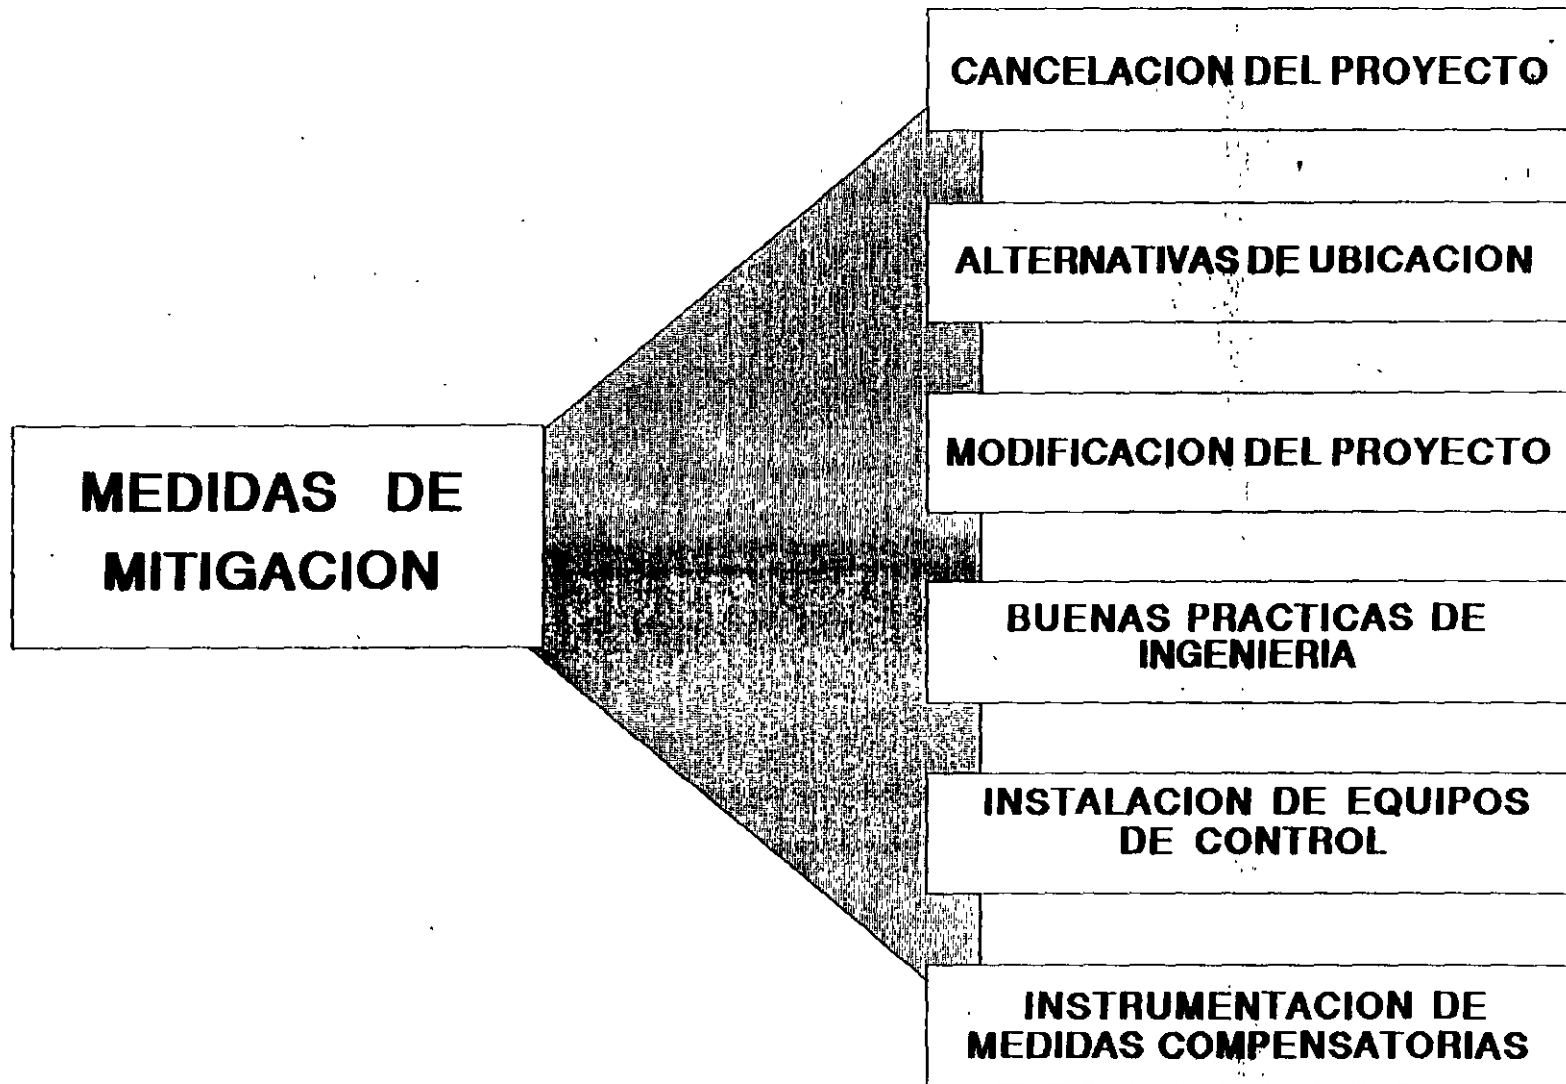 MEDIDAS DE
MITIGACION
CANCELACION DEL PROYECTO
ALTERNATIVAS DE UBICACION
MODIFICACION DEL PROYECTO
BUENAS PRACTICAS DE
INGENIERIA
INSTALACION DE EQUIPOS
DE CONTROL
INSTRUMENTACION DE
MEDIDAS COMPENSATORIAS